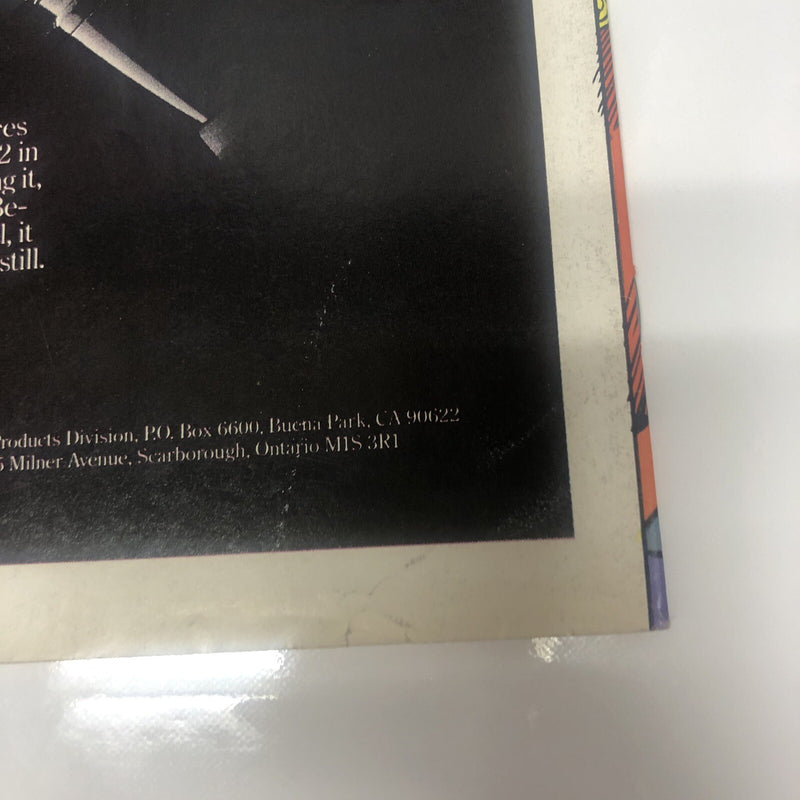 res
2 in
g it,
Be-
l, it
still.
Products Division, P.O. Box 6600, Buena Park, CA 90622
5 Milner Avenue, Scarborough, Ontario M1S 3R1